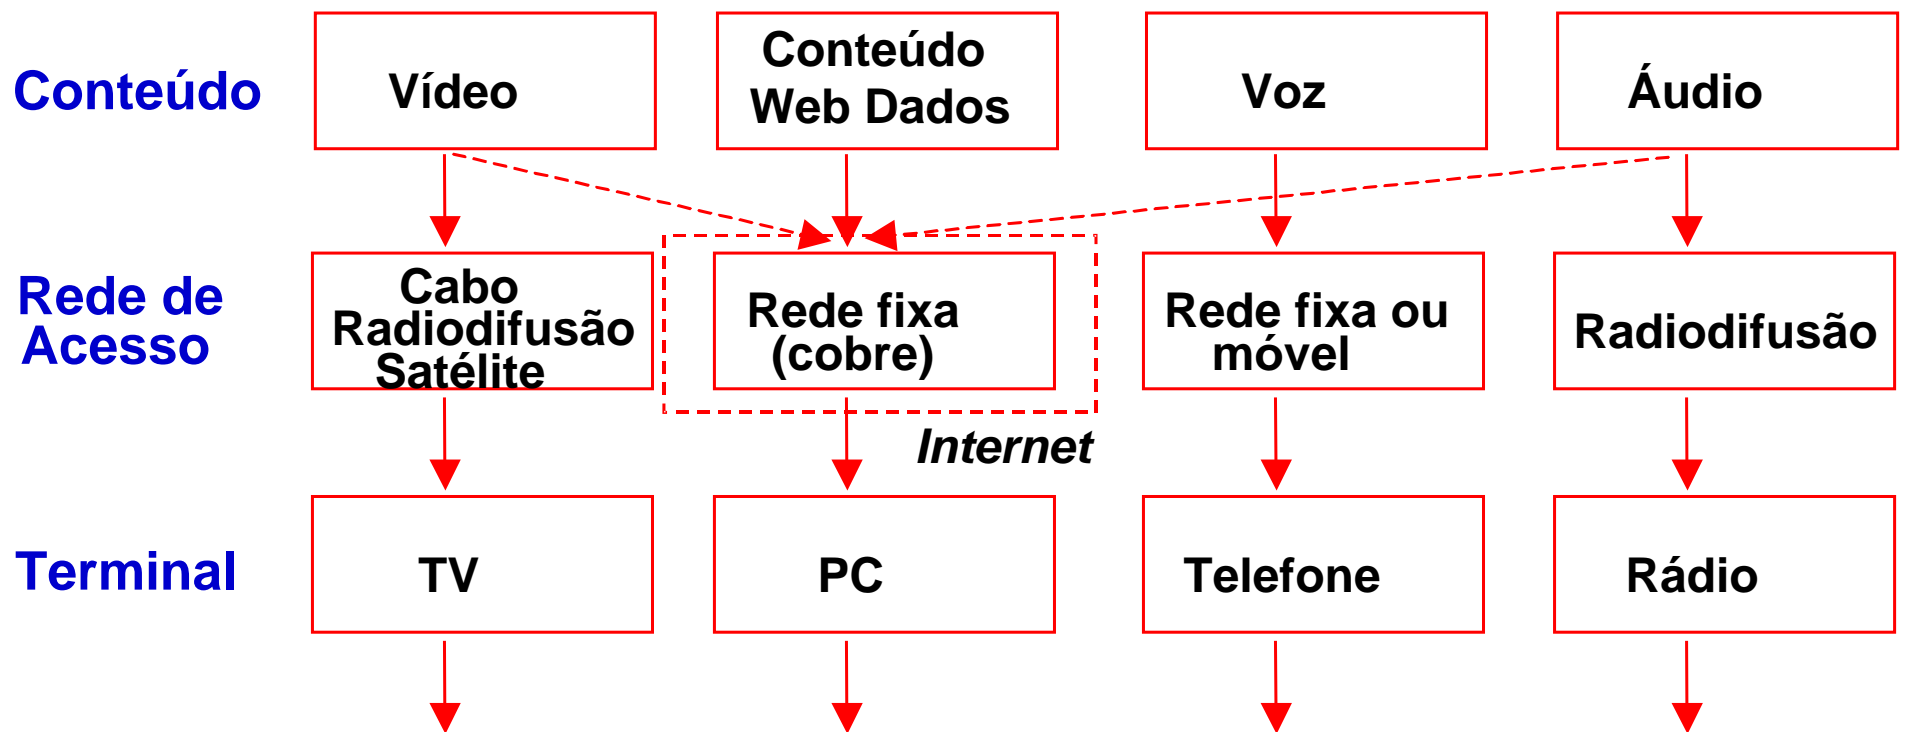 Conteúdo
Vídeo
Conteúdo
Web Dados
Voz
Áudio
Rede de
Acesso
Cabo
Radiodifusão
Satélite
Rede fixa
(cobre)
Rede fixa ou
móvel
Radiodifusão
Internet
Terminal
TV
PC
Telefone
Rádio